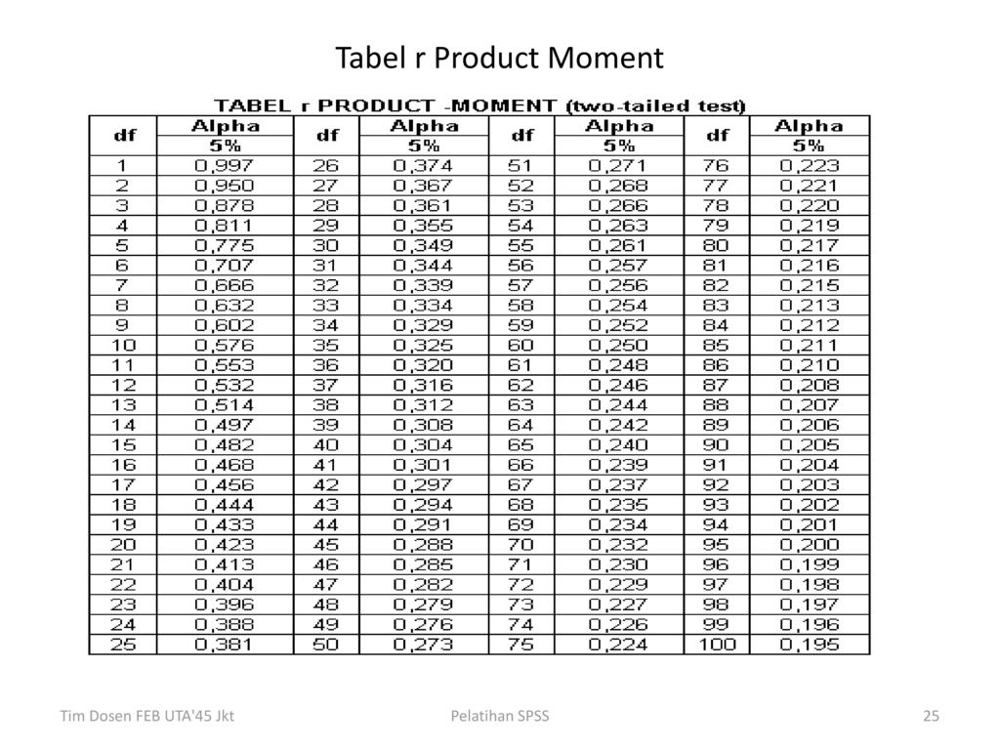 Tabel r Product Moment
TABEL r PRODUCT -MOMENT (two-tailed test)
df Alpha df Alpha df Alpha df Alpha
5% 5% 5% 5%
1 0,997 26 0,374 51 0,271 76 0,223
2 0,950 27 0,367 52 0,268 77 0,221
3 0,878 28 0,361 53 0,266 78 0,220
4 0,811 29 0,355 54 0,263 79 0,219
5 0,775 30 0,349 55 0,261 80 0,217
6 0,707 31 0,344 56 0,257 81 0,216
7 0,666 32 0,339 57 0,256 82 0,215
8 0,632 33 0,334 58 0,254 83 0,213
9 0,602 34 0,329 59 0,252 84 0,212
10 0,576 35 0,325 60 0,250 85 0,211
11 0,553 36 0,320 61 0,248 86 0,210
12 0,532 37 0,316 62 0,246 87 0,208
13 0,514 38 0,312 63 0,244 88 0,207
14 0,497 39 0,308 64 0,242 89 0,206
15 0,482 40 0,304 65 0,240 90 0,205
16 0,468 41 0,301 66 0,239 91 0,204
17 0,456 42 0,297 67 0,237 92 0,203
18 0,444 43 0,294 68 0,235 93 0,202
19 0,433 44 0,291 69 0,234 94 0,201
20 0,423 45 0,288 70 0,232 95 0,200
21 0,413 46 0,285 71 0,230 96 0,199
22 0,404 47 0,282 72 0,229 97 0,198
23 0,396 48 0,279 73 0,227 98 0,197
24 0,388 49 0,276 74 0,226 99 0,196
25 0,381 50 0,273 75 0,224 100 0,195
Tim Dosen FEB UTA'45 Jkt Pelatihan SPSS 25